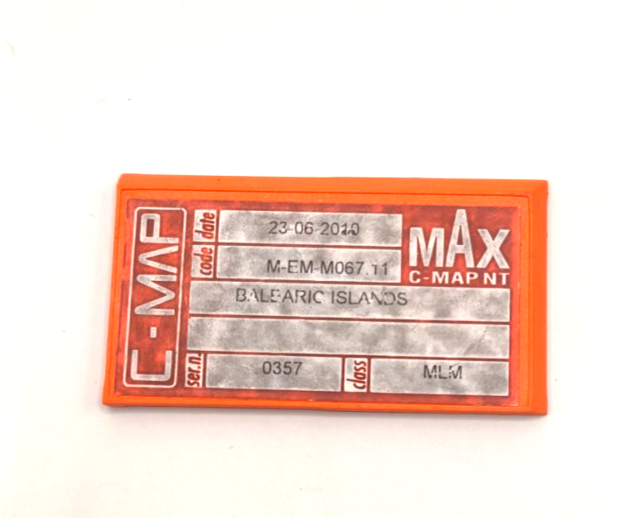 C-MAP
date 23-06-2010
code M-EM-M067.11
MAX
C-MAP NT
BALEARIC ISLANDS
ser.n. 0357
class MLM